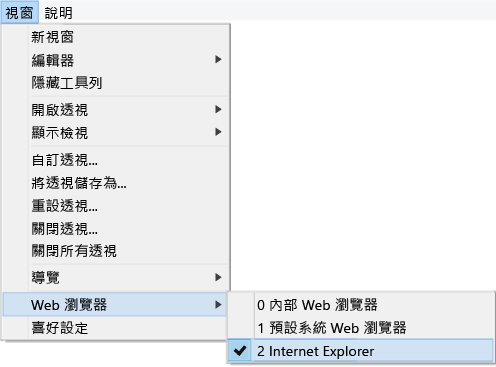 視窗 說明
新視窗
編輯器
隱藏工具列
開啟透視
顯示檢視
自訂透視...
將透視儲存為...
重設透視...
關閉透視...
關閉所有透視
導覽
Web 瀏覽器
喜好設定
0 內部 Web 瀏覽器
1 預設系統 Web 瀏覽器
2 Internet Explorer